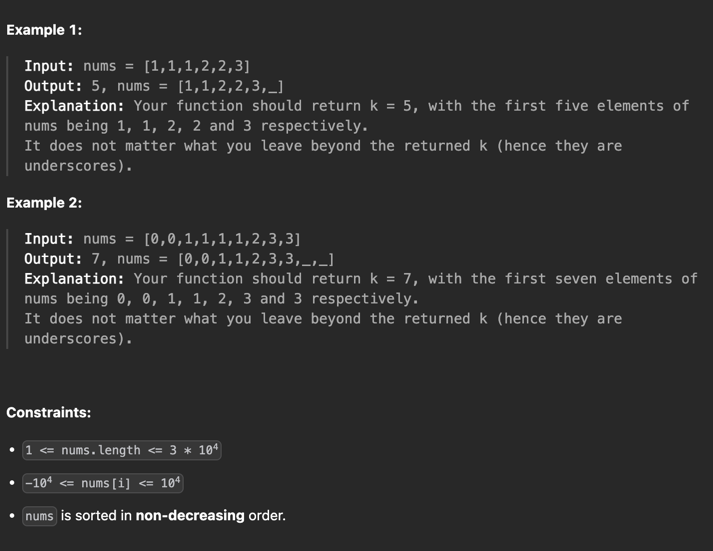 Example 1:
Input: nums = [1,1,1,2,2,3]
Output: 5, nums = [1,1,2,2,3,_]
Explanation: Your function should return k = 5, with the first five elements of
nums being 1, 1, 2, 2 and 3 respectively.
It does not matter what you leave beyond the returned k (hence they are
underscores).
Example 2:
Input: nums = [0,0,1,1,1,1,2,3,3]
Output: 7, nums = [0,0,1,1,2,3,3,_,_]
Explanation: Your function should return k = 7, with the first seven elements of
nums being 0, 0, 1, 1, 2, 3 and 3 respectively.
It does not matter what you leave beyond the returned k (hence they are
underscores).
Constraints:
• 1 <= nums.length <= 3 * 10⁴
• -10⁴ <= nums[i] <= 10⁴
• nums is sorted in non-decreasing order.